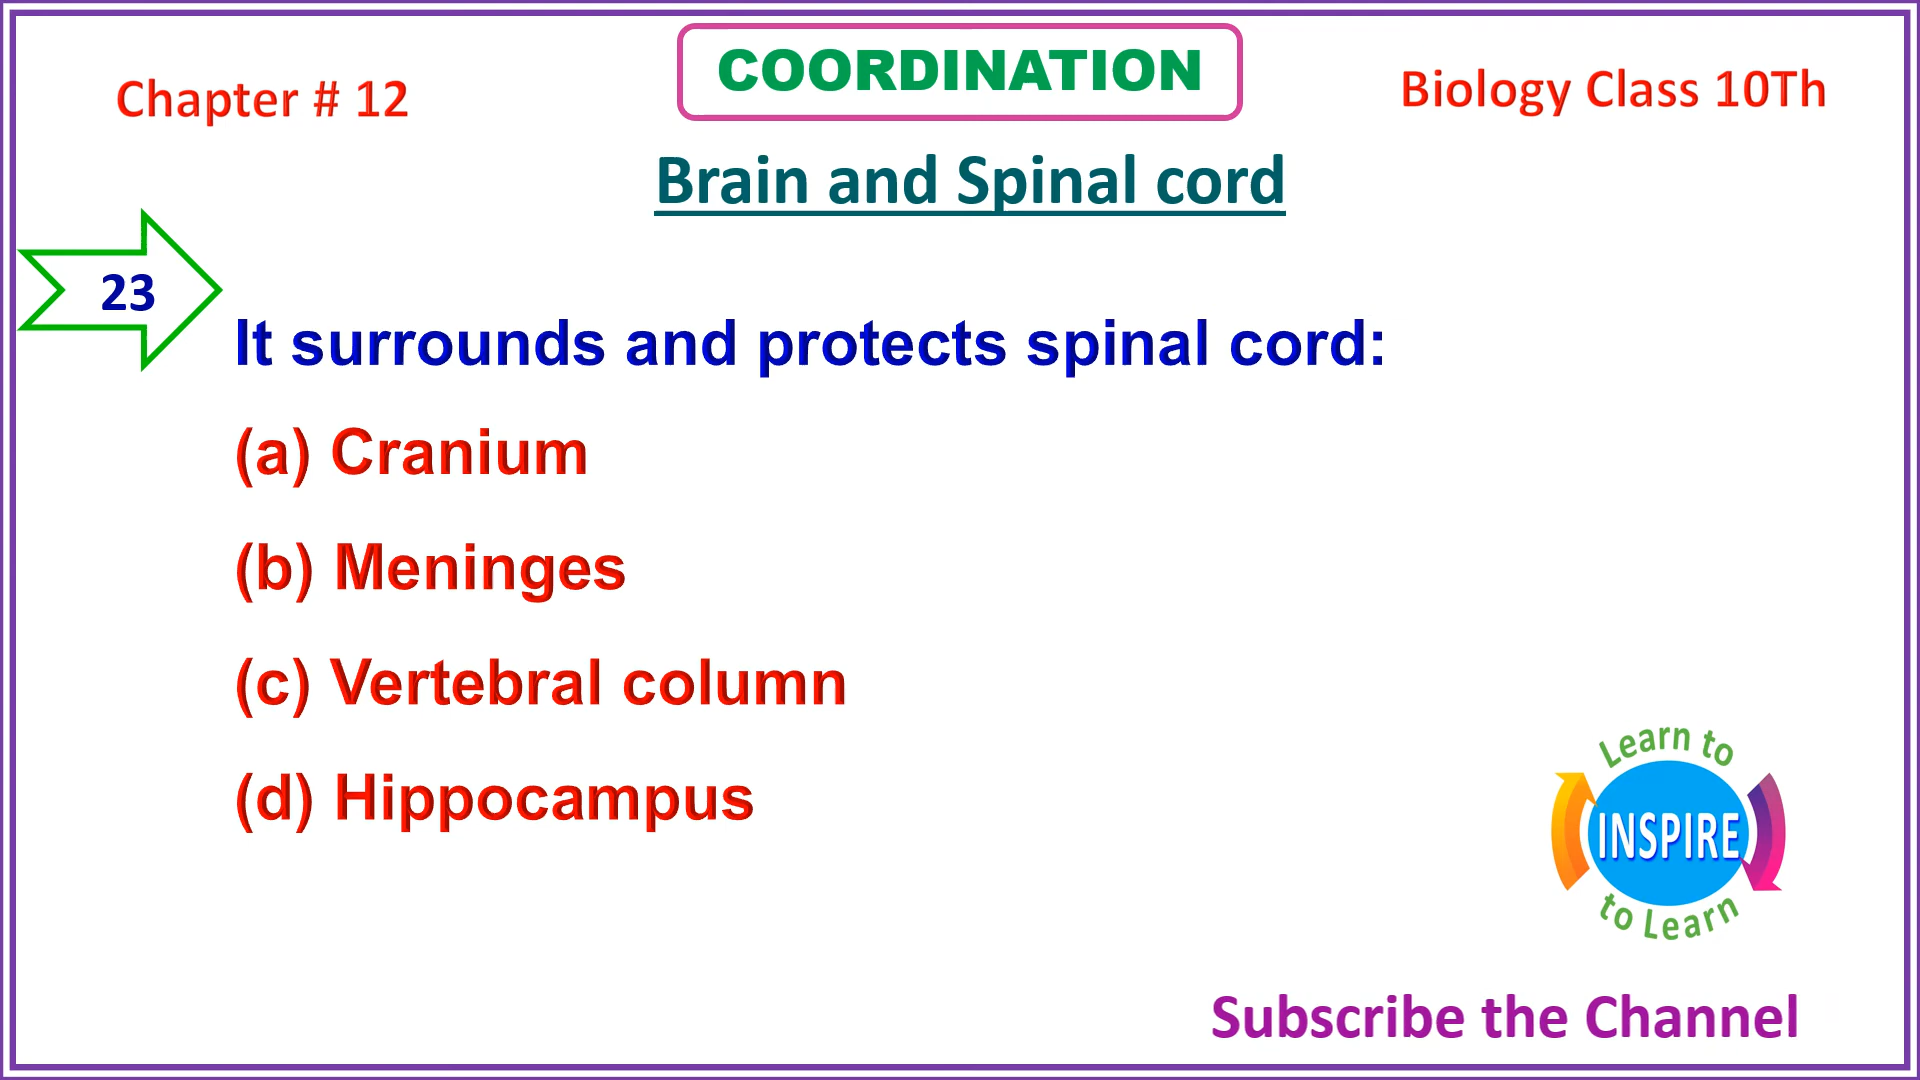 COORDINATION
Chapter # 12
Biology Class 10Th
Brain and Spinal cord
23
It surrounds and protects spinal cord:
(a) Cranium
(b) Meninges
(c) Vertebral column
(d) Hippocampus
Learn to
INSPIRE
to Learn
Subscribe the Channel